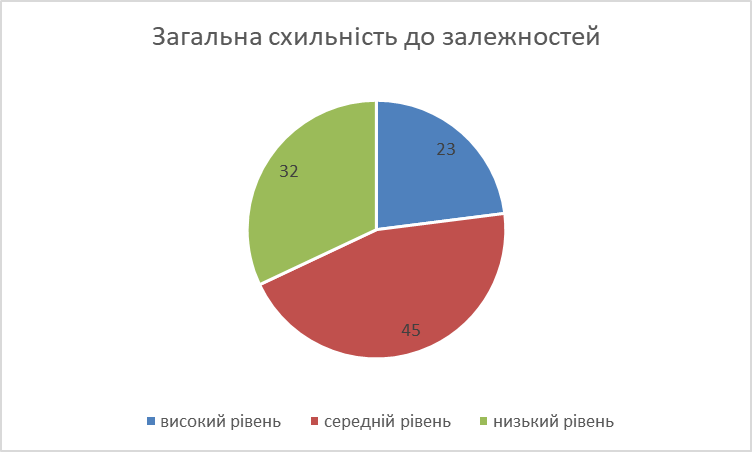 Загальна схильність до залежностей
23
32
45
високий рівень середній рівень низький рівень